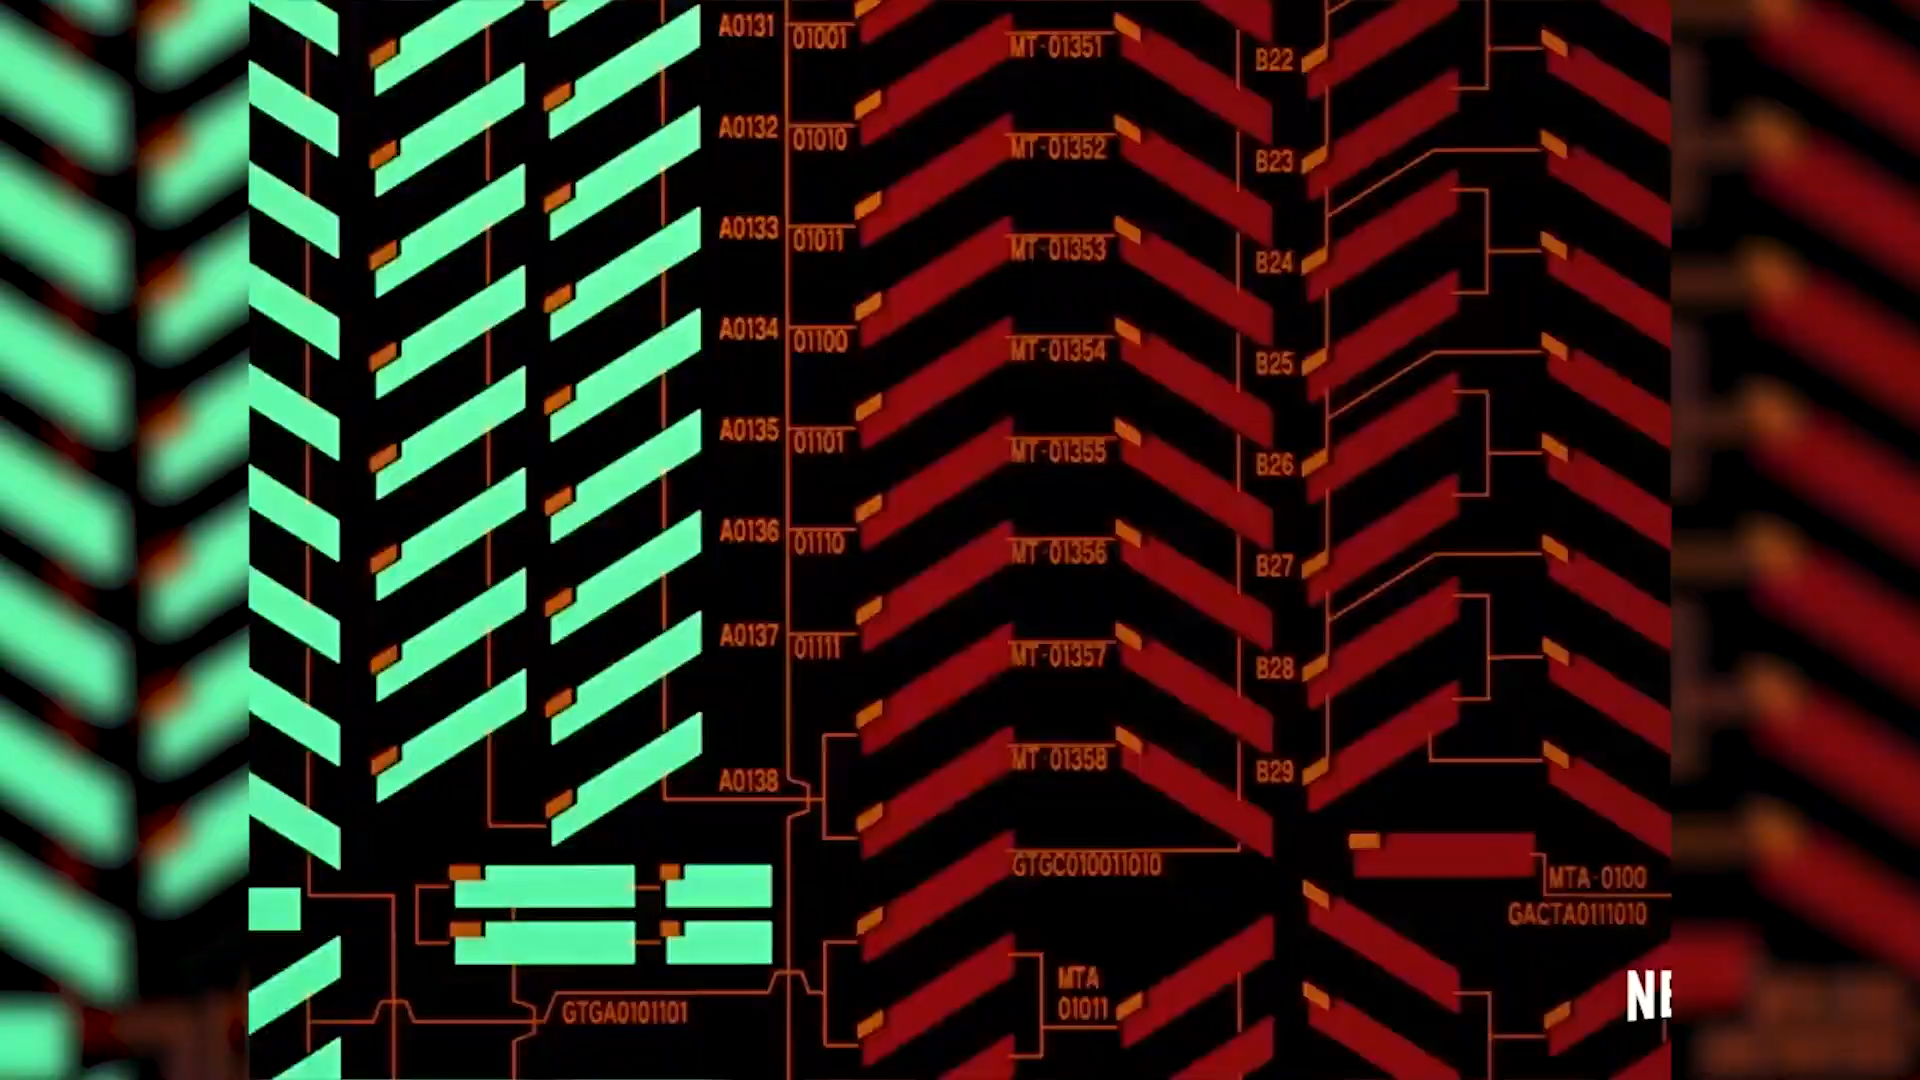 A0131
01001
MT-01351
B22
A0132
01010
MT-01352
B23
A0133
01011
MT-01353
B24
A0134
01100
MT-01354
B25
A0135
01101
MT-01355
B26
A0136
01110
MT-01356
B27
A0137
01111
MT-01357
B28
A0138
MT-01358
B29
GTGC010011010
MTA-0100
GACTA0111010
MTA
01011
GTGA0101101
NE